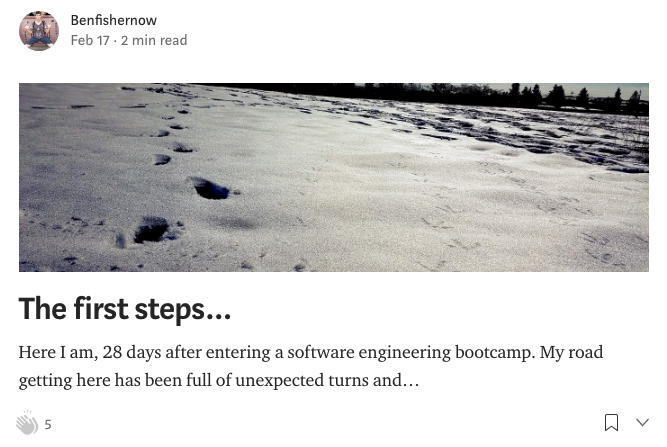 Benfishernow
Feb 17 · 2 min read
The first steps…
Here I am, 28 days after entering a software engineering bootcamp. My road
getting here has been full of unexpected turns and…
5